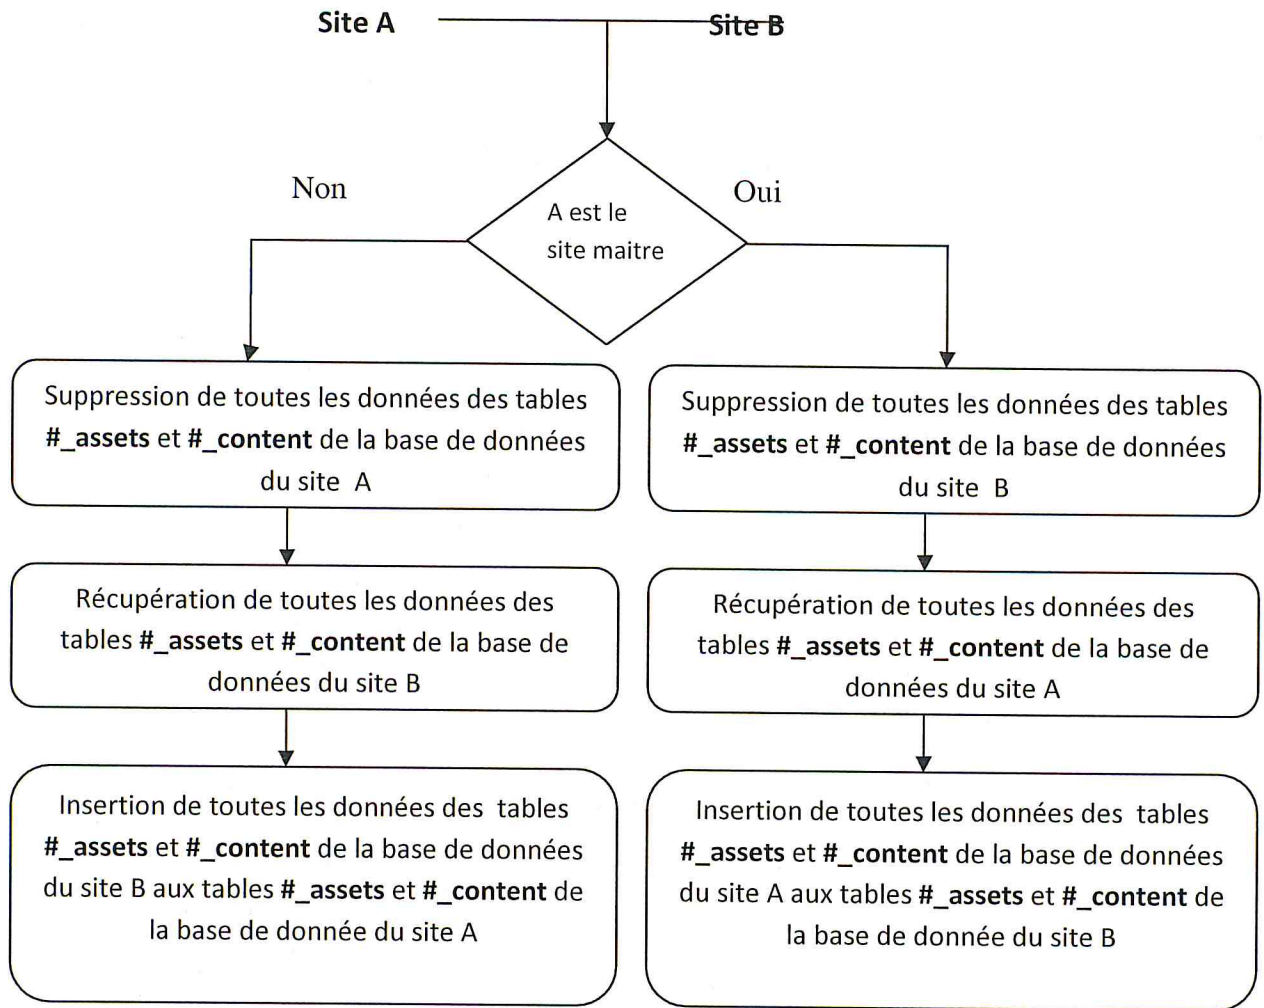 Site A
Site B
Non
Oui
A est le
site maitre
Suppression de toutes les données des tables
#_assets et #_content de la base de données
du site A
Suppression de toutes les données des tables
#_assets et #_content de la base de données
du site B
Récupération de toutes les données des
tables #_assets et #_content de la base de
données du site B
Récupération de toutes les données des
tables #_assets et #_content de la base de
données du site A
Insertion de toutes les données des tables
#_assets et #_content de la base de données
du site B aux tables #_assets et #_content de
la base de donnée du site A
Insertion de toutes les données des tables
#_assets et #_content de la base de données
du site A aux tables #_assets et #_content de
la base de donnée du site B